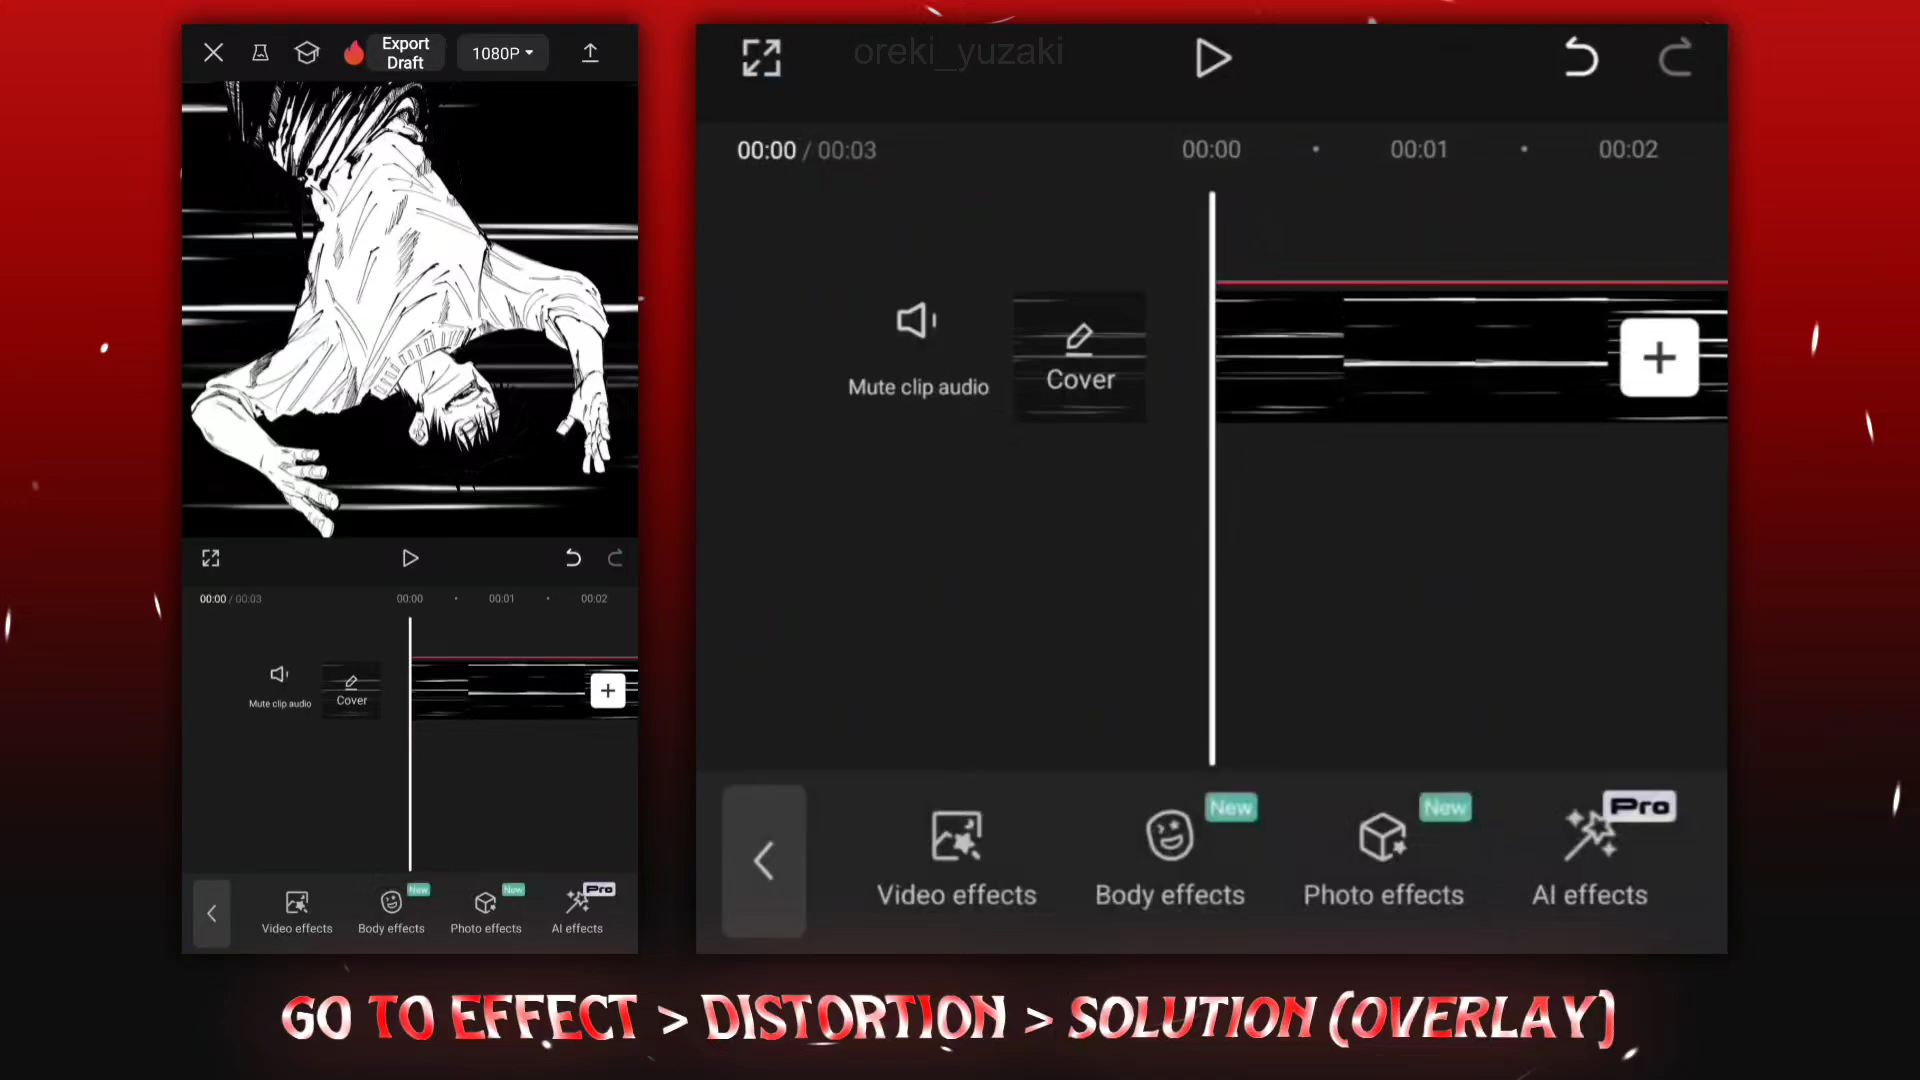 Export
Draft
1080P
00:00 / 00:03
00:00
00:01
00:02
Mute clip audio
Cover
Video effects
New
Body effects
New
Photo effects
Pro
AI effects
oreki_yuzaki
00:00 / 00:03
00:00
00:01
00:02
Mute clip audio
Cover
Video effects
New
Body effects
New
Photo effects
Pro
AI effects
GO TO EFFECT > DISTORTION > SOLUTION (OVERLAY)